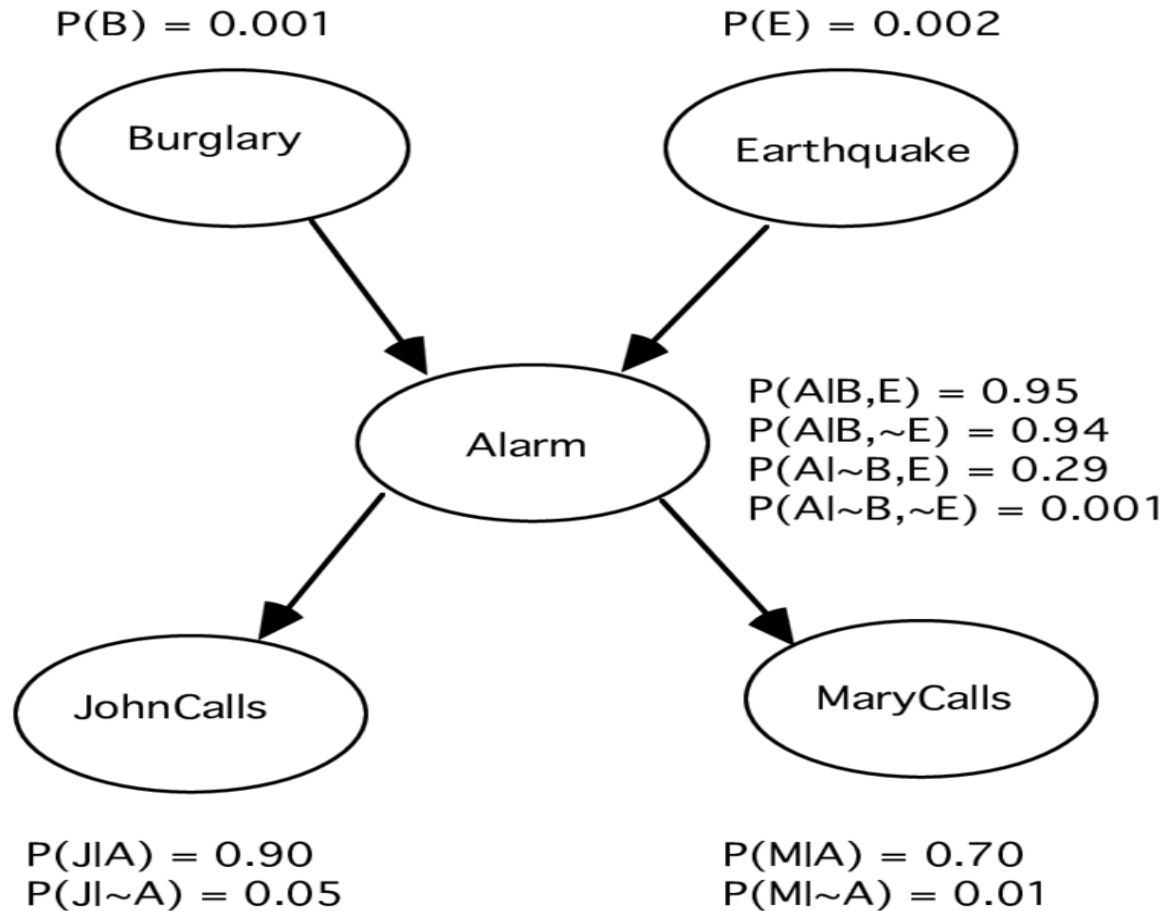 P(B) = 0.001
P(E) = 0.002
Burglary
Earthquake
Alarm
P(A|B,E) = 0.95
P(A|B,~E) = 0.94
P(A|~B,E) = 0.29
P(A|~B,~E) = 0.001
JohnCalls
MaryCalls
P(J|A) = 0.90
P(J|~A) = 0.05
P(M|A) = 0.70
P(M|~A) = 0.01